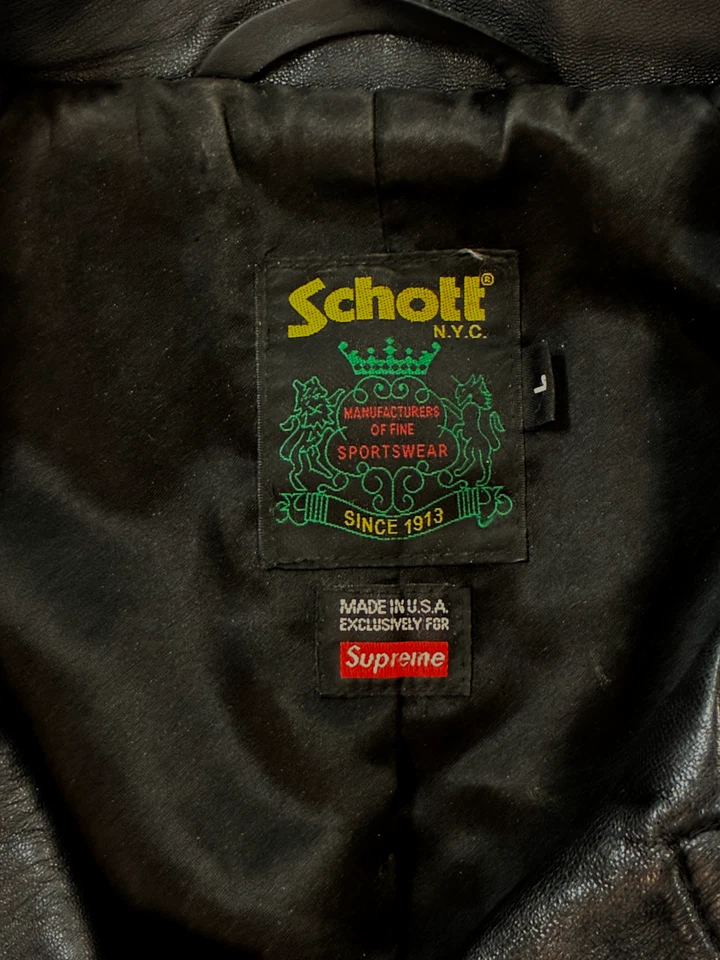 Schott®
N.Y.C.
MANUFACTURERS
OF FINE
SPORTSWEAR
SINCE 1913
L
MADE IN U.S.A.
EXCLUSIVELY FOR
Supreme